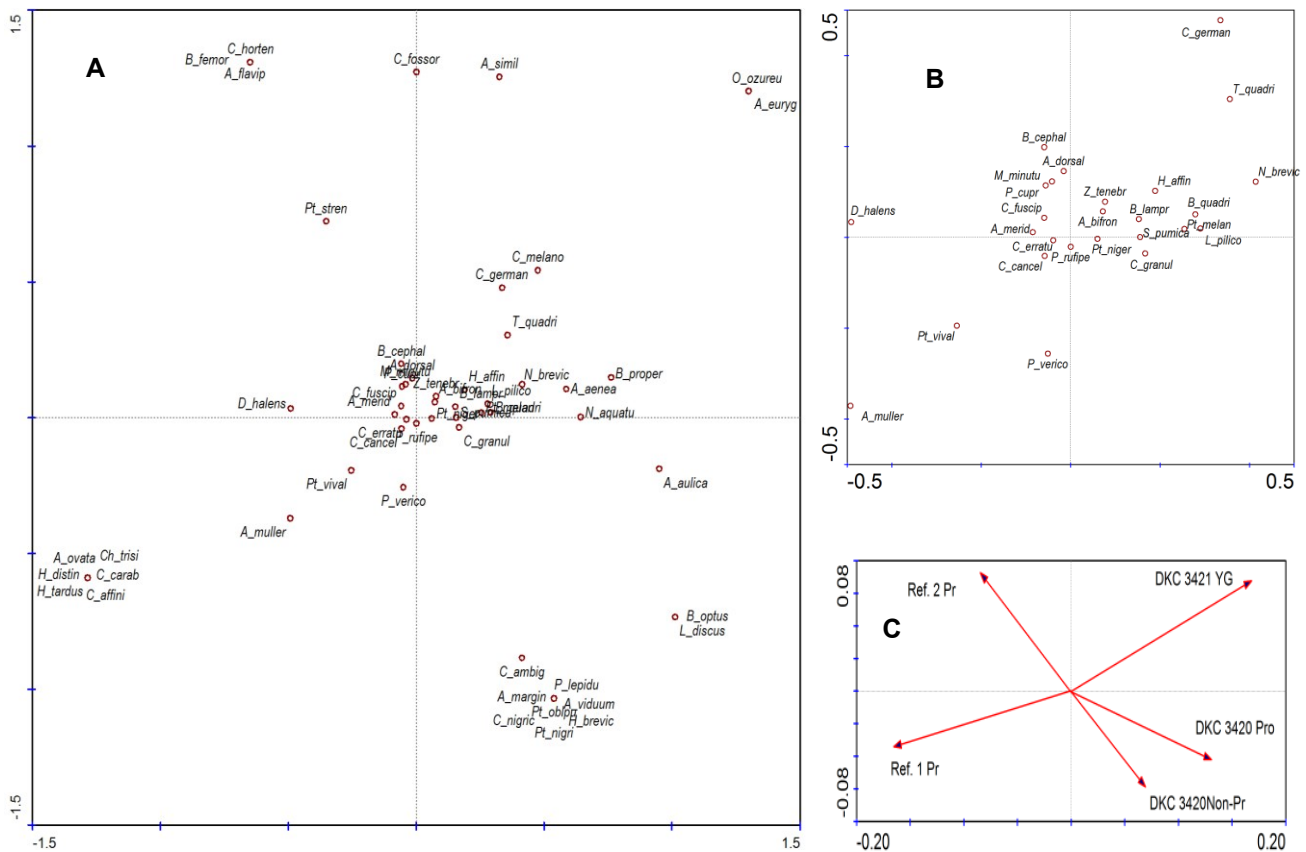 1.5
A
C_horten
B_femor
A_flavip
C_fossor
A_simil
O_ozureu
A_euryg
Pt_stren
C_melano
C_german
T_quadri
B_cephal
A_dorsal
C_fuscip
Z_tenebr
A_bifron
H_affin
B_lampr
L_pilico
N_brevic
A_aenea
B_proper
D_halens
A_merid
N_aquatu
C_erratu
C_cancel
C_granul
Pt_vival
P_verico
A_aulica
A_muller
A_ovata
Ch_trisi
H_distin
C_carab
H_tardus
C_affini
B_optus
L_discus
C_ambig
P_lepidu
A_margin
A_viduum
Pt_oblpn
C_nigric
H_brevic
Pt_nigri
-1.5
-1.5
1.5
0.5
B
C_german
T_quadri
B_cephal
A_dorsal
M_minutu
P_cupr
H_affin
N_brevic
Z_tenebr
C_fuscip
A_bifron
B_lampr
B_quadri
D_halens
A_merid
Pt_melan
S_pumica
L_pilico
C_erratu
P_rufipe
Pt_niger
C_cancel
C_granul
Pt_vival
P_verico
A_muller
-0.5
-0.5
0.5
0.08
C
Ref. 2 Pr
DKC 3421 YG
Ref. 1 Pr
DKC 3420 Pro
DKC 3420Non-Pr
-0.08
-0.20
0.20